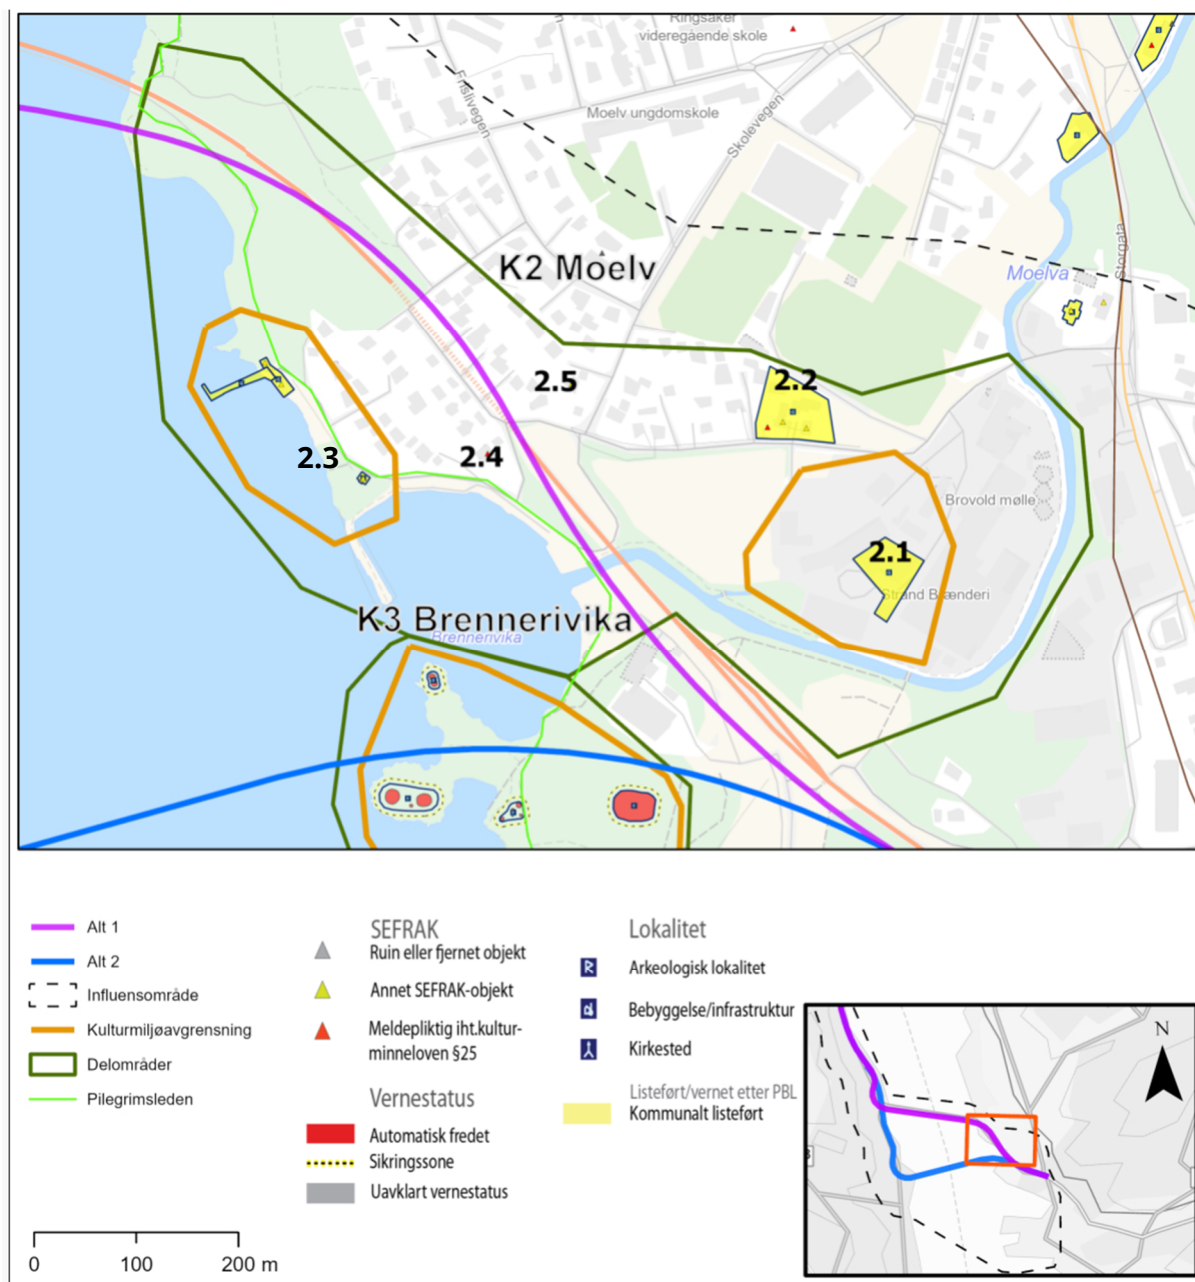 Ringsaker
videregående skole
Moelv ungdomskole
Fislivegen
Skolevegen
Storgata
K2 Moelv
Moelva
2.5
2.2
2.3
2.4
Brovold mølle
2.1
Strand Brænderi
K3 Brennerivika
Brennerivika
Alt 1
Alt 2
Influensområde
Kulturmiljøavgrensning
Delområder
Pilegrimsleden
0 100 200 m
SEFRAK
Ruin eller fjernet objekt
Annet SEFRAK-objekt
Meldepliktig iht.kultur-
minneloven §25
Vernestatus
Automatisk fredet
Sikringssone
Uavklart vernestatus
Lokalitet
Arkeologisk lokalitet
Bebyggelse/infrastruktur
Kirkested
Listeført/vernet etter PBL
Kommunalt listeført
N